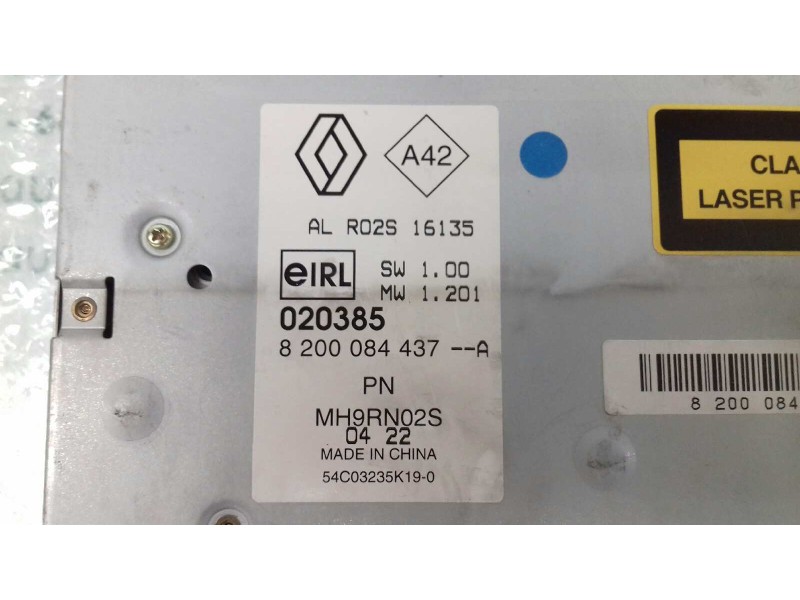 A42
AL R02S 16135
eIRL
SW 1.00
MW 1.201
020385
8 200 084 437 --A
PN
MH9RN02S
04 22
MADE IN CHINA
54C03235K19-0
CLA
LASER P
8 200 084